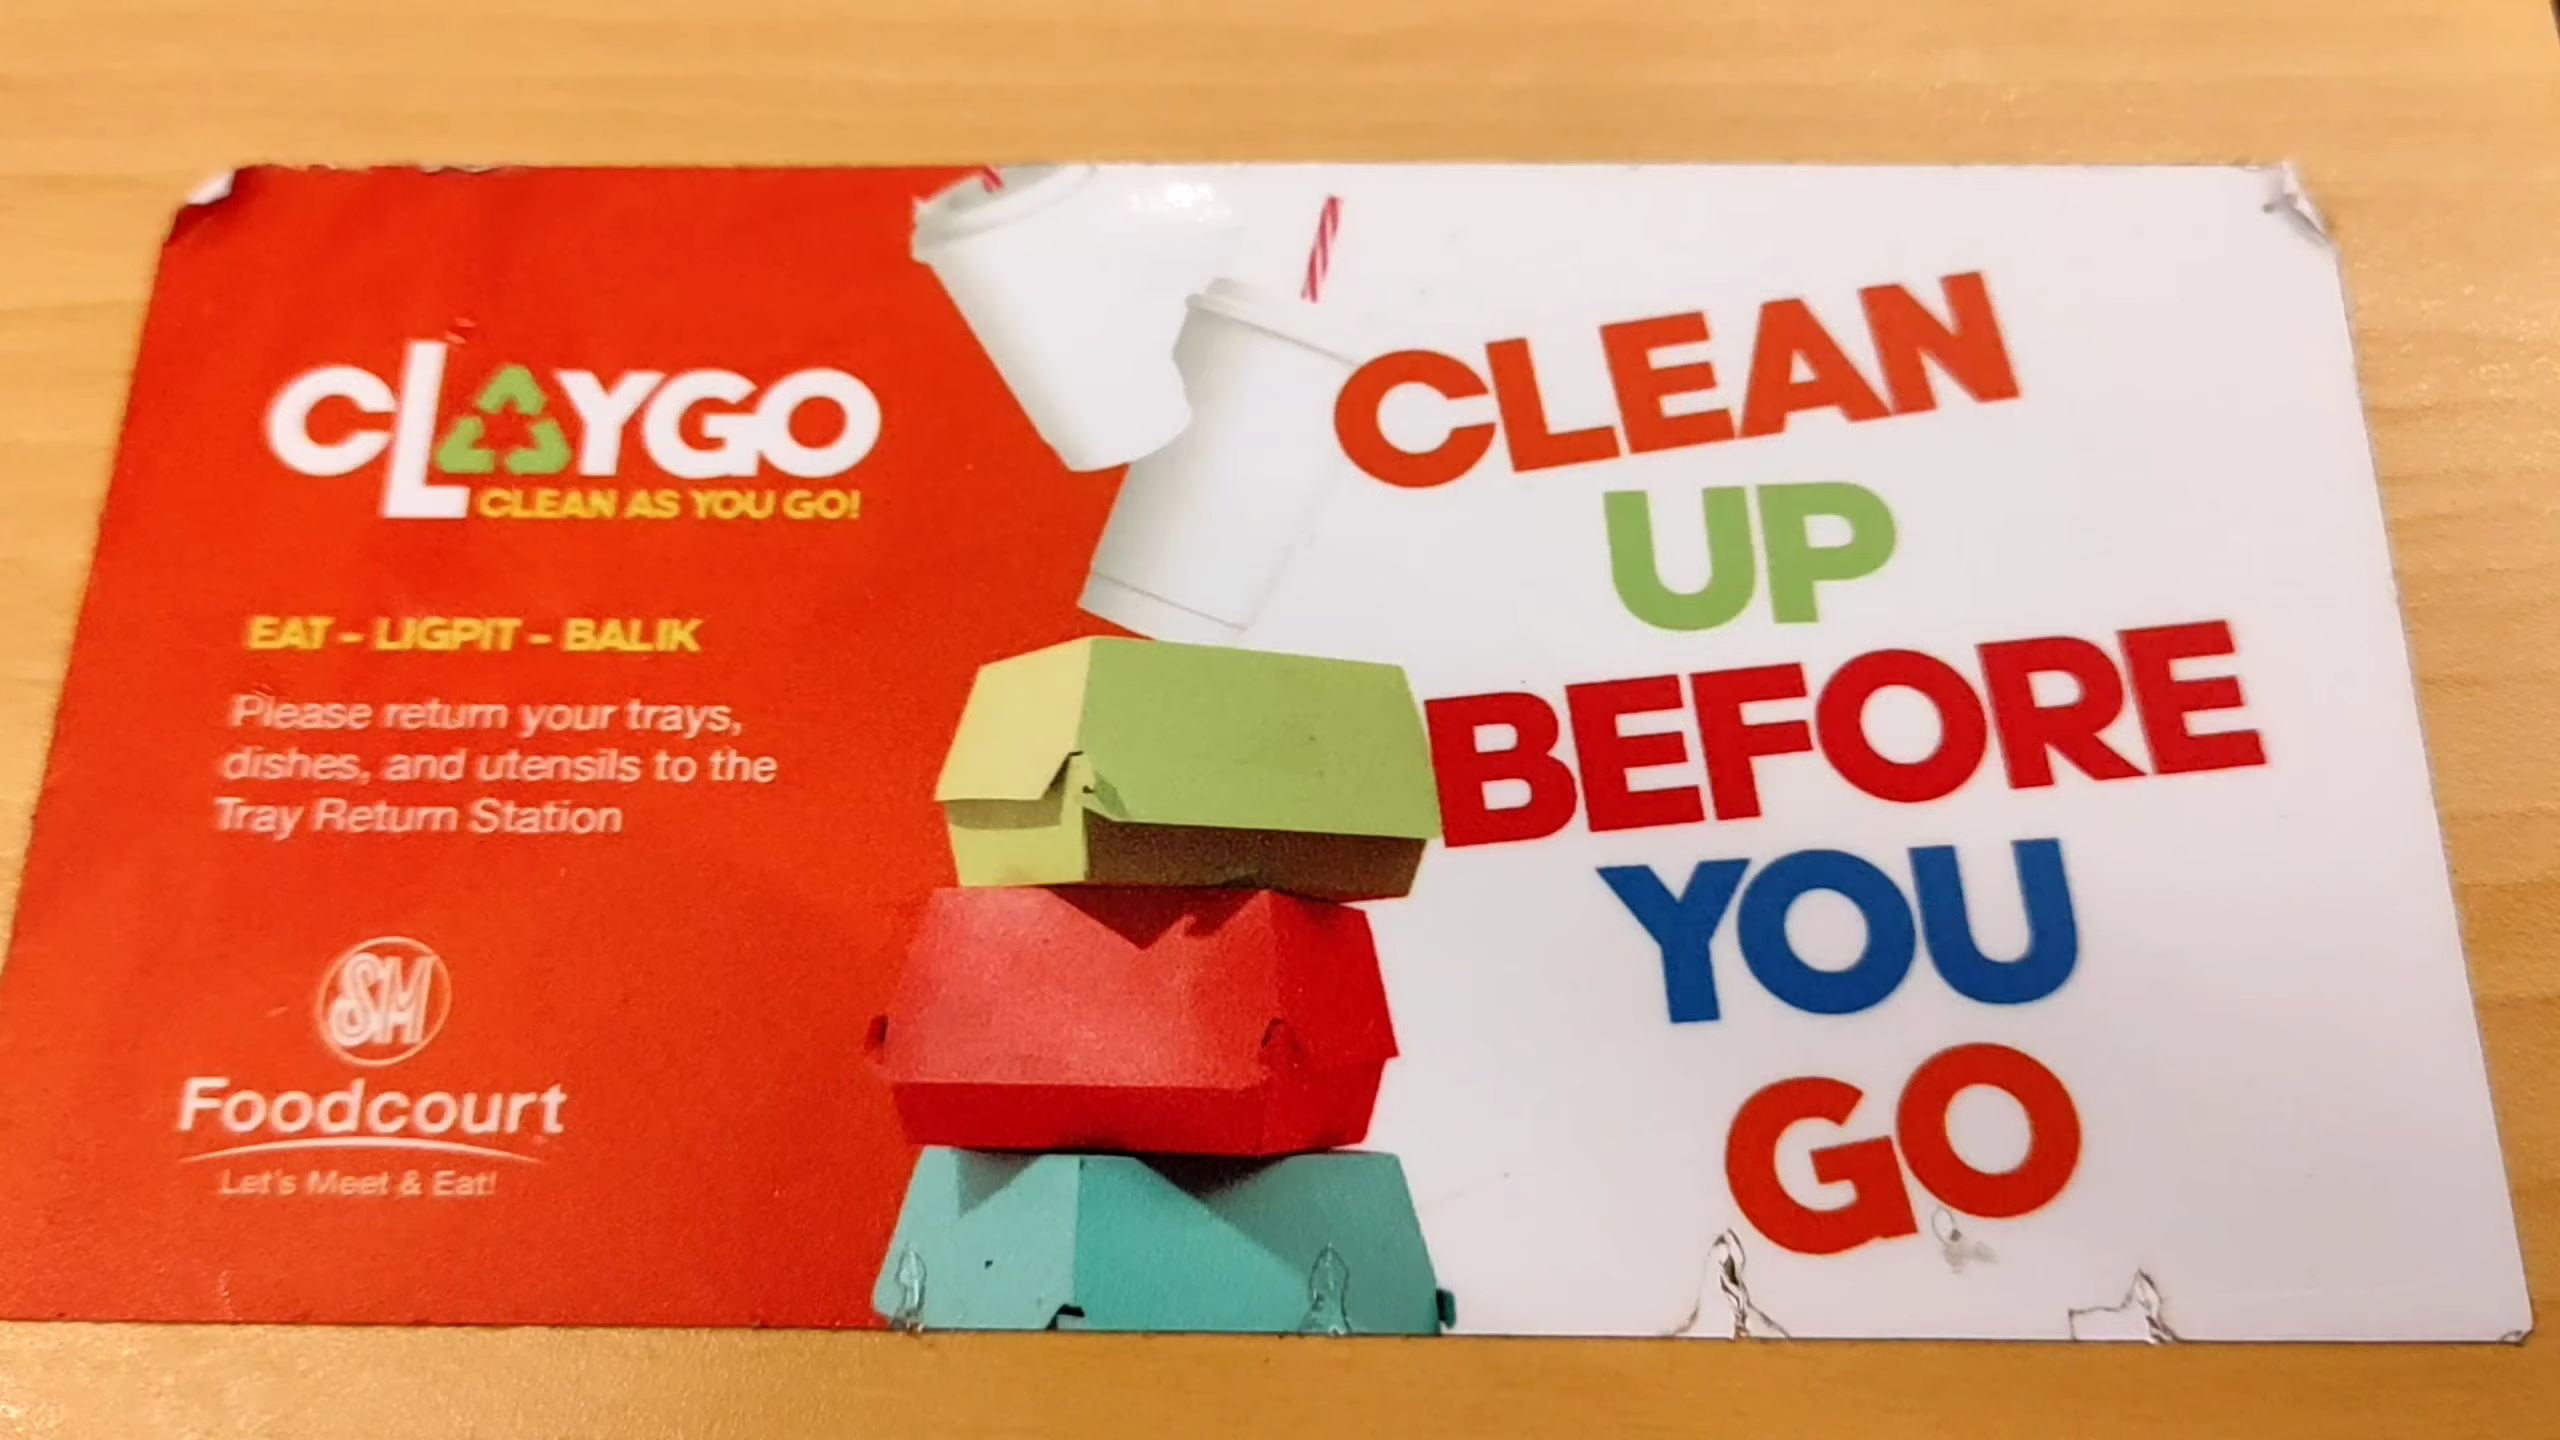 CLAYGO
CLEAN AS YOU GO!
EAT - LIGPIT - BALIK
Please return your trays,
dishes, and utensils to the
Tray Return Station
SM
Foodcourt
Let's Meet & Eat!
CLEAN
UP
BEFORE
YOU
GO